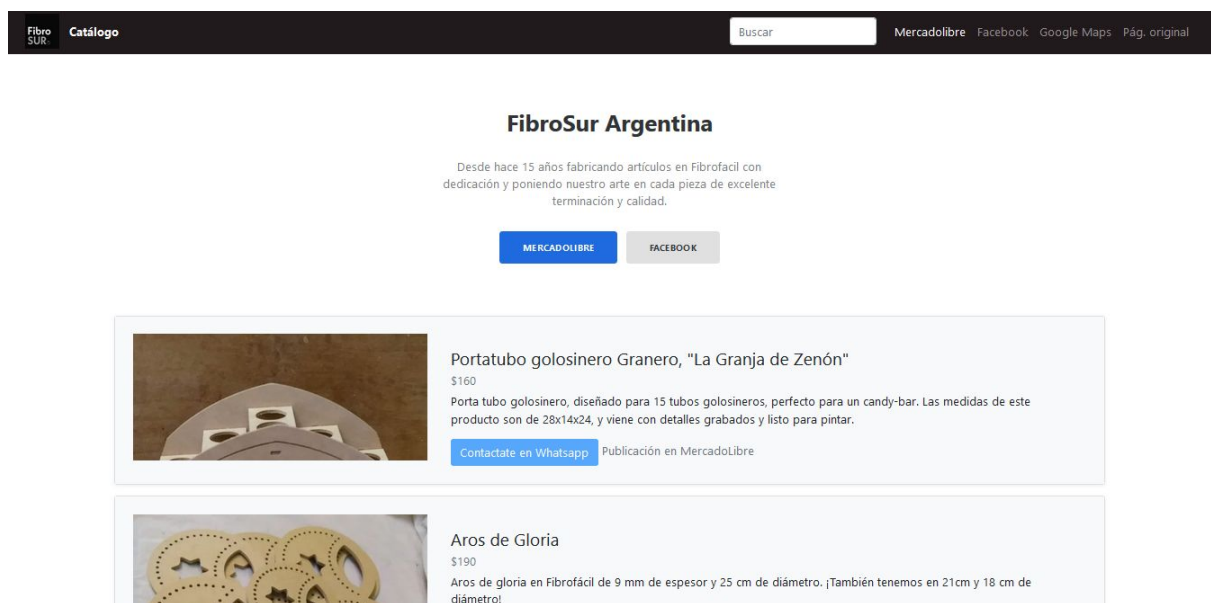 Fibro
SUR
Catálogo
Buscar
Mercadolibre Facebook Google Maps Pág. original
FibroSur Argentina
Desde hace 15 años fabricando artículos en Fibrofacil con
dedicación y poniendo nuestro arte en cada pieza de excelente
terminación y calidad.
MERCADOLIBRE
FACEBOOK
Portatubo golosinero Granero, "La Granja de Zenón"
$160
Porta tubo golosinero, diseñado para 15 tubos golosineros, perfecto para un candy-bar. Las medidas de este
producto son de 28x14x24, y viene con detalles grabados y listo para pintar.
Contactate en Whatsapp Publicación en MercadoLibre
Aros de Gloria
$190
Aros de gloria en Fibrofácil de 9 mm de espesor y 25 cm de diámetro. ¡También tenemos en 21cm y 18 cm de
diámetro!